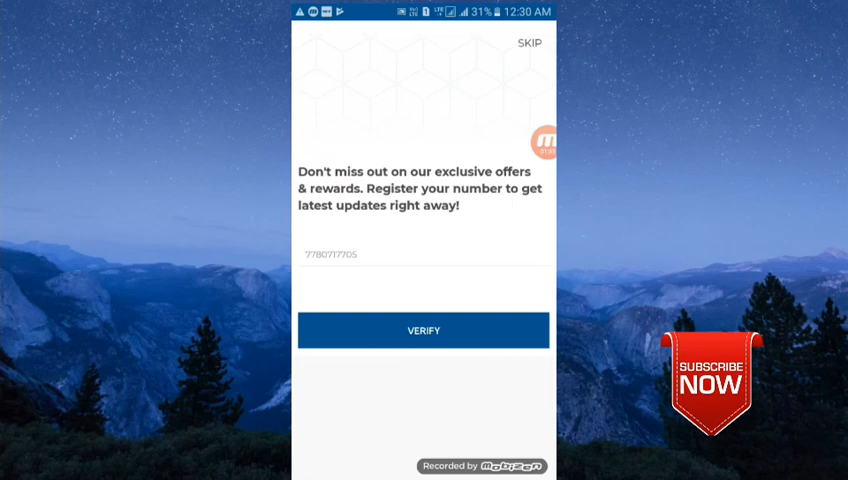 31% 12:30 AM
SKIP
Don't miss out on our exclusive offers
& rewards. Register your number to get
latest updates right away!
7780717705
VERIFY
SUBSCRIBE
NOW
Recorded by mobizen